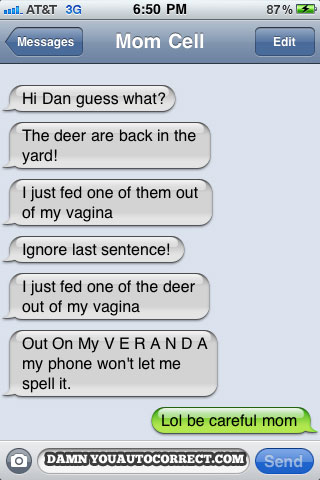 AT&T 3G 6:50 PM 87%
Messages Mom Cell Edit
Hi Dan guess what?
The deer are back in the
yard!
I just fed one of them out
of my vagina
Ignore last sentence!
I just fed one of the deer
out of my vagina
Out On My V E R A N D A
my phone won't let me
spell it.
Lol be careful mom
DAMNYOUAUTOCORRECT.COM Send